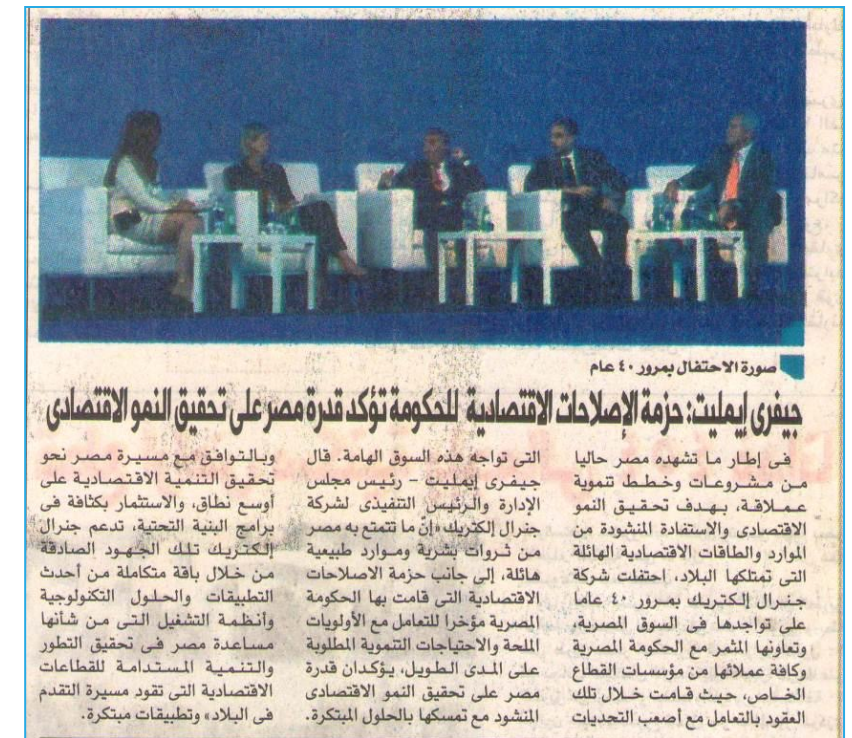 صورة الاحتفال بمرور ٤٠ عام
جيفرى إيمليت: حزمة الإصلاحات الاقتصادية للحكومة تؤكد قدرة مصر على تحقيق النمو الاقتصادى
فى إطار ما تشهده مصر حاليا
من مشروعات وخطط تنموية
عملاقة، بهدف تحقيق النمو
الاقتصادى والاستفادة المنشودة من
الموارد والطاقات الاقتصادية الهائلة
التى تمتلكها البلاد، احتفلت شركة
جنرال إلكتريك بمرور ٤٠ عاما
على تواجدها فى السوق المصرية،
وتعاونها المثمر مع الحكومة المصرية
وكافة عملائها من مؤسسات القطاع
الخاص، حيث قامت خلال تلك
العقود بالتعامل مع أصعب التحديات
التى تواجه هذه السوق الهامة. قال
جيفرى إيمليت - رئيس مجلس
الإدارة والرئيس التنفيذى لشركة
جنرال إلكتريك «إن ما تتمتع به مصر
من ثروات بشرية وموارد طبيعية
هائلة، إلى جانب حزمة الاصلاحات
الاقتصادية التى قامت بها الحكومة
المصرية مؤخرا للتعامل مع الأولويات
الملحة والاحتياجات التنموية المطلوبة
على المدى الطويل، يؤكدان قدرة
مصر على تحقيق النمو الاقتصادى
المنشود مع تمسكها بالحلول المبتكرة.
وبالتوافق مع مسيرة مصر نحو
تحقيق التنمية الاقتصادية على
أوسع نطاق، والاستثمار بكثافة فى
برامج البنية التحتية، تدعم جنرال
إلكتريك تلك الجهود الصادقة
من خلال باقة متكاملة من أحدث
التطبيقات والحلول التكنولوجية
وأنظمة التشغيل التى من شأنها
مساعدة مصر فى تحقيق التطور
والتنمية المستدامة للقطاعات
الاقتصادية التى تقود مسيرة التقدم
فى البلاد» وتطبيقات مبتكرة.